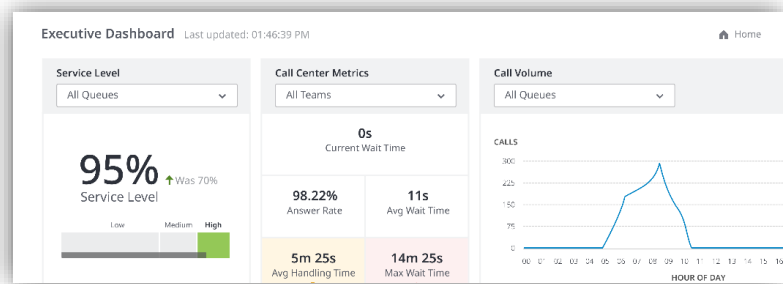 Executive Dashboard Last updated: 01:46:39 PM
Home
Service Level
All Queues
95%
Was 70%
Service Level
Low Medium High
Call Center Metrics
All Teams
0s
Current Wait Time
98.22%
Answer Rate
11s
Avg Wait Time
5m 25s
Avg Handling Time
14m 25s
Max Wait Time
Call Volume
All Queues
CALLS
300
225
150
75
0
00 01 02 03 04 05 06 07 08 09 10 11 12 13 14 15 16
HOUR OF DAY